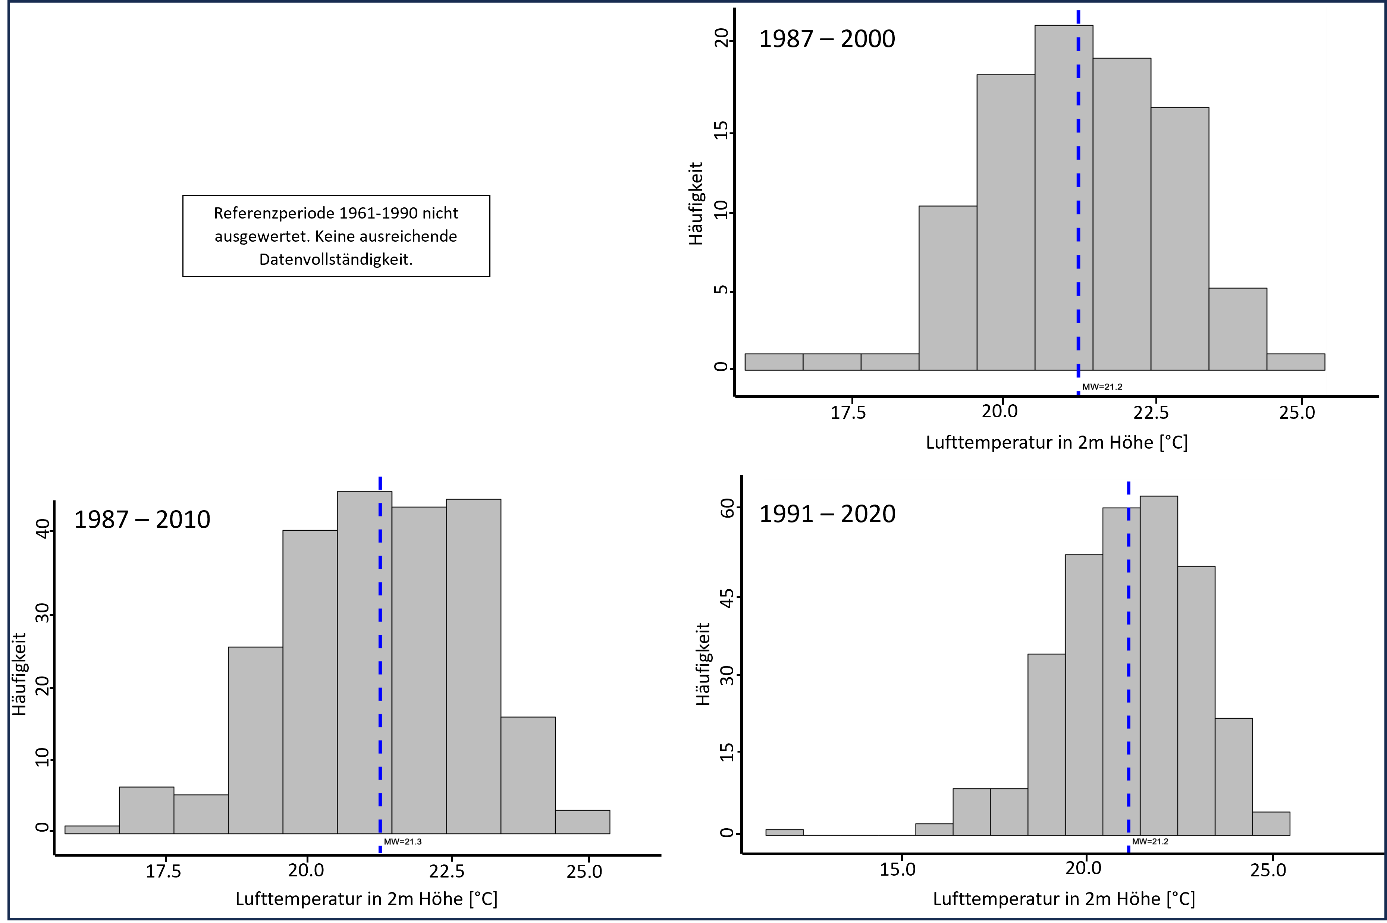 Referenzperiode 1961-1990 nicht
ausgewertet. Keine ausreichende
Datenvollständigkeit.
1987 – 2000
Häufigkeit
20
15
10
5
0
MW=21.2
17.5 20.0 22.5 25.0
Lufttemperatur in 2m Höhe [°C]
1987 – 2010
Häufigkeit
40
30
20
10
0
MW=21.3
17.5 20.0 22.5 25.0
Lufttemperatur in 2m Höhe [°C]
1991 – 2020
Häufigkeit
60
45
30
15
0
MW=21.2
15.0 20.0 25.0
Lufttemperatur in 2m Höhe [°C]